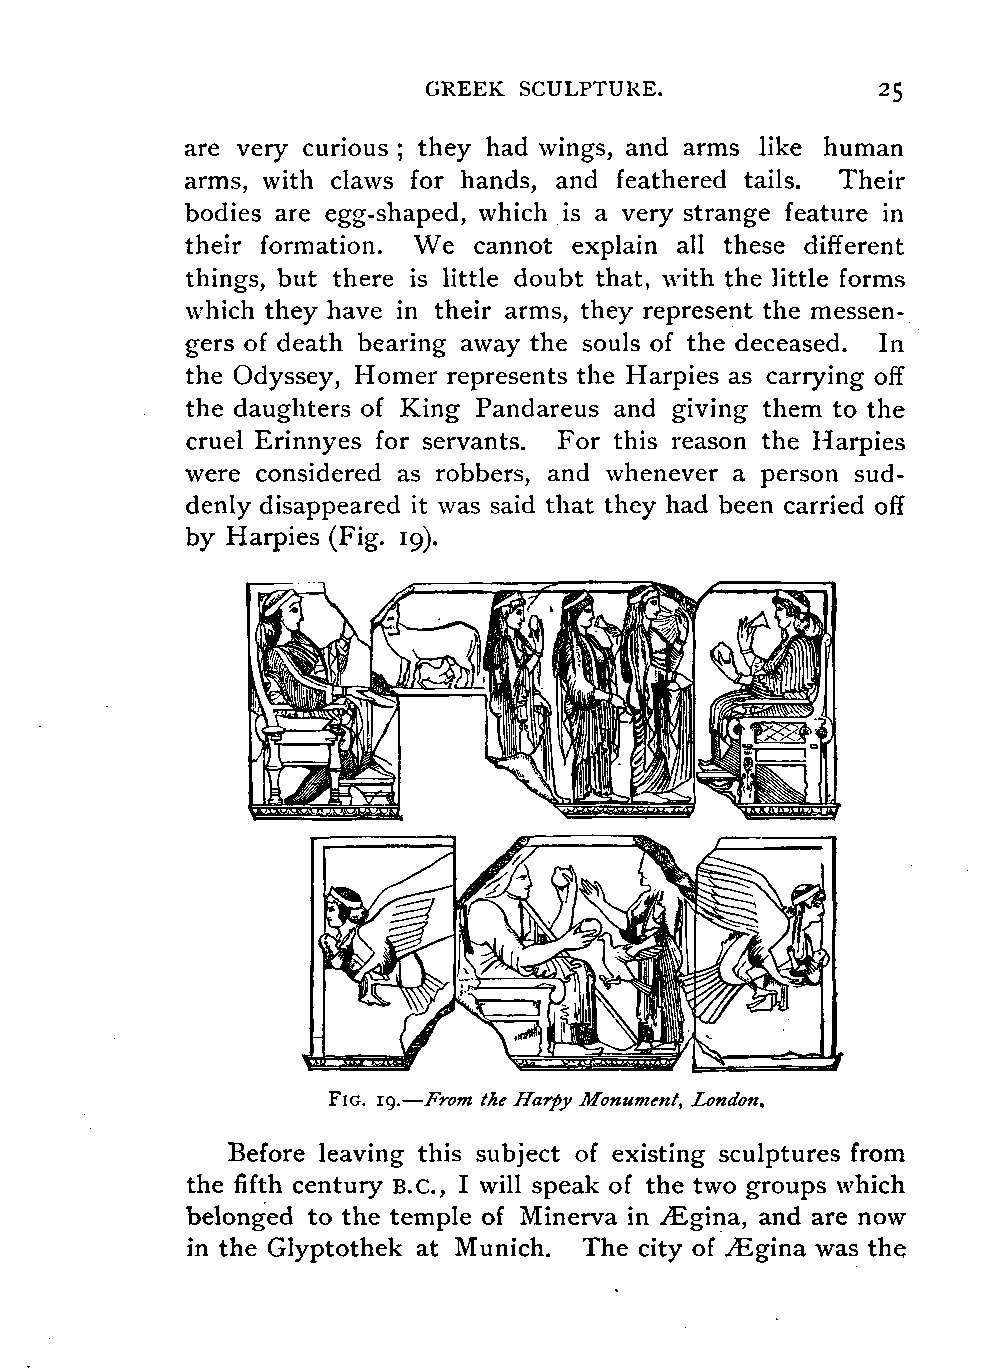 GREEK SCULPTURE. 25
are very curious ; they had wings, and arms like human
arms, with claws for hands, and feathered tails. Their
bodies are egg-shaped, which is a very strange feature in
their formation. We cannot explain all these different
things, but there is little doubt that, with the little forms
which they have in their arms, they represent the messen-
gers of death bearing away the souls of the deceased. In
the Odyssey, Homer represents the Harpies as carrying off
the daughters of King Pandareus and giving them to the
cruel Erinnyes for servants. For this reason the Harpies
were considered as robbers, and whenever a person sud-
denly disappeared it was said that they had been carried off
by Harpies (Fig. 19).
FIG. 19.—From the Harpy Monument, London.
Before leaving this subject of existing sculptures from
the fifth century B.C., I will speak of the two groups which
belonged to the temple of Minerva in Ægina, and are now
in the Glyptothek at Munich. The city of Ægina was the